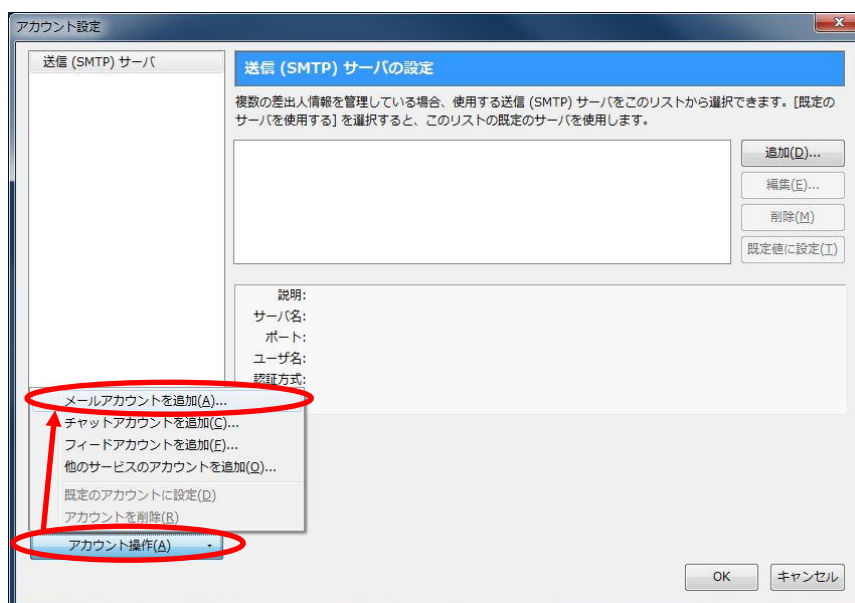 アカウント設定
送信 (SMTP) サーバ
送信 (SMTP) サーバの設定
複数の差出人情報を管理している場合、使用する送信 (SMTP) サーバをこのリストから選択できます。[既定の
サーバを使用する] を選択すると、このリストの既定のサーバを使用します。
追加(D)...
編集(E)...
削除(M)
既定値に設定(T)
説明:
サーバ名:
ポート:
ユーザ名:
認証方式:
メールアカウントを追加(A)...
チャットアカウントを追加(C)...
フィードアカウントを追加(F)...
他のサービスのアカウントを追加(O)...
既定のアカウントに設定(D)
アカウントを削除(R)
アカウント操作(A)
OK
キャンセル